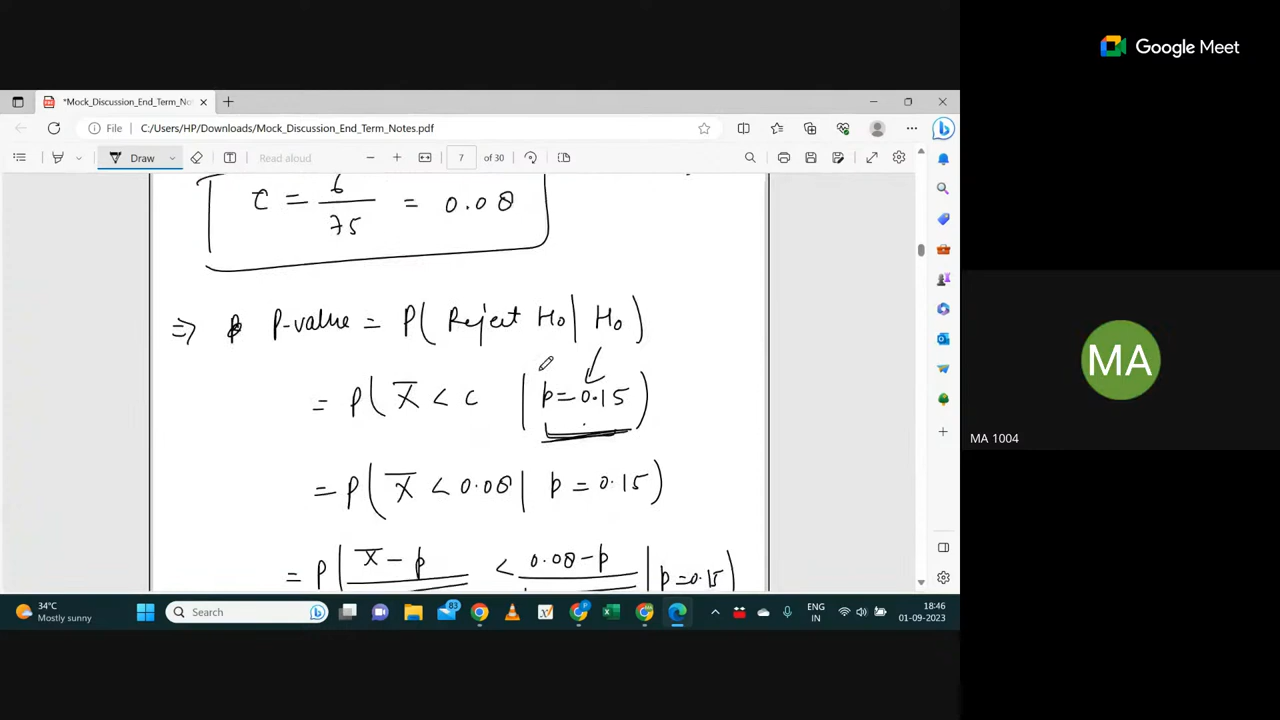 Google Meet
*Mock_Discussion_End_Term_No
File C:/Users/HP/Downloads/Mock_Discussion_End_Term_Notes.pdf
Draw Read aloud 7 of 30
C = 6/75 = 0.08
⇒ P-value = P( Reject H₀ | H₀ )
= P( X̄ < c | p = 0.15 )
= P( X̄ < 0.08 | p = 0.15 )
= P( X̄ - p < 0.08 - p | p = 0.15 )
MA
MA 1004
34°C
Mostly sunny
Search
83
ENG
IN
18:46
01-09-2023